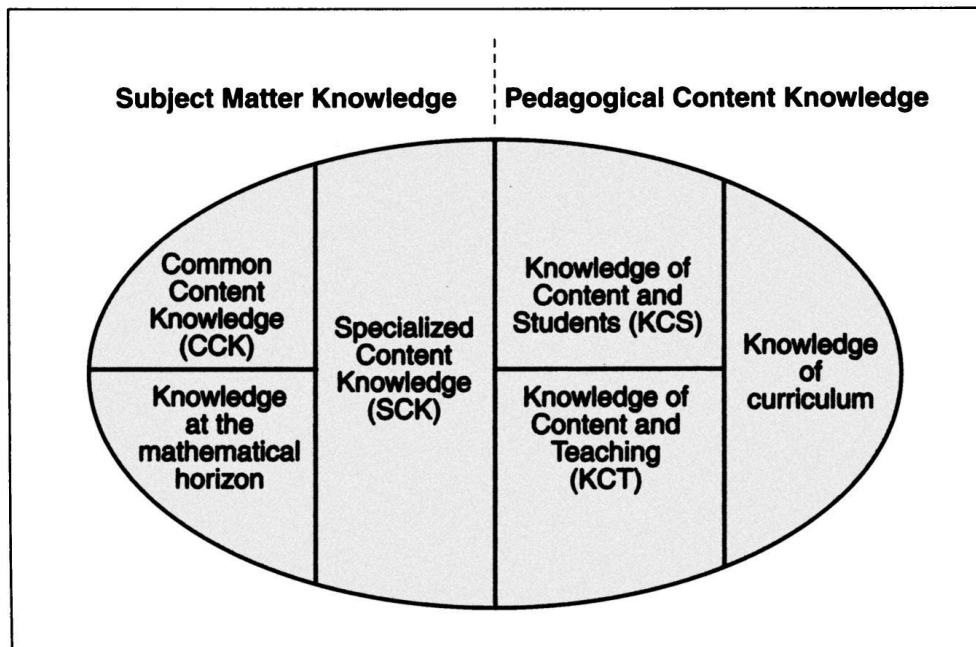 Subject Matter Knowledge
Pedagogical Content Knowledge
Common
Content
Knowledge
(CCK)
Knowledge
at the
mathematical
horizon
Specialized
Content
Knowledge
(SCK)
Knowledge of
Content and
Students (KCS)
Knowledge of
Content and
Teaching
(KCT)
Knowledge
of
curriculum